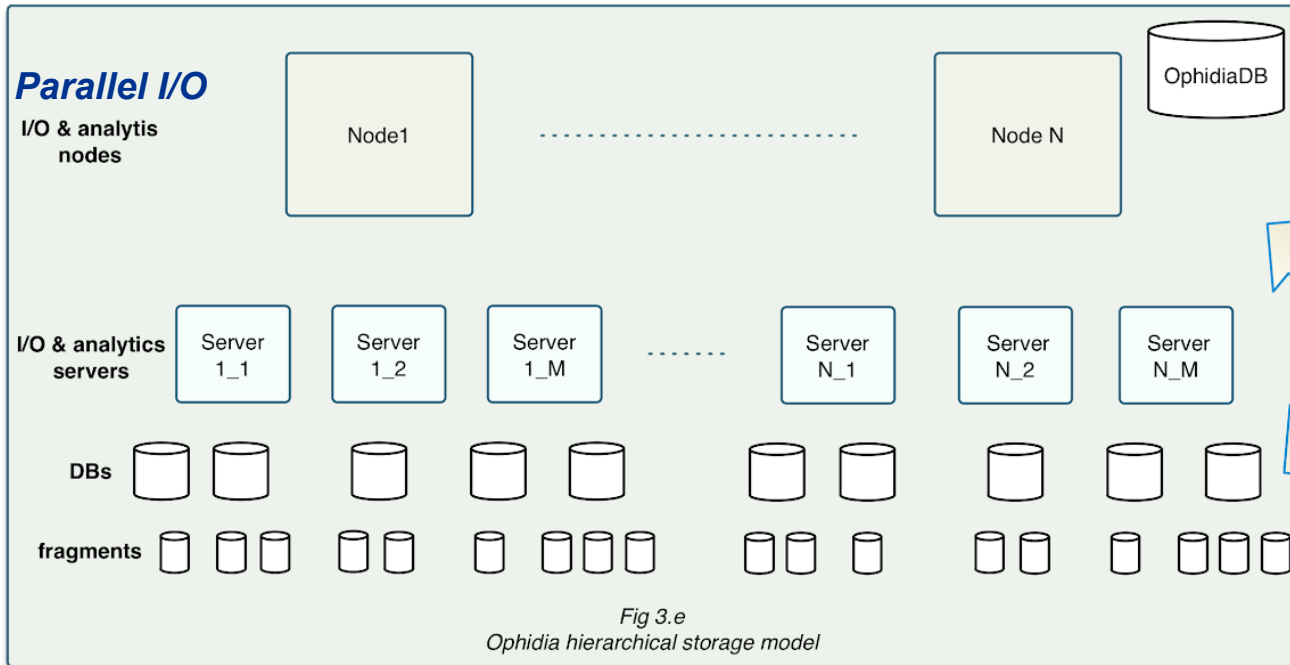 Parallel I/O
I/O & analytis
nodes
Node1
Node N
OphidiaDB
I/O & analytics
servers
Server
1_1
Server
1_2
Server
1_M
Server
N_1
Server
N_2
Server
N_M
DBs
fragments
Fig 3.e
Ophidia hierarchical storage model